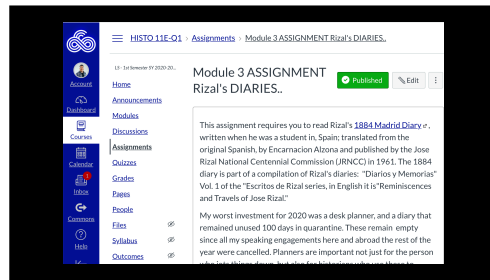 HISTO 11E-Q1 › Assignments › Module 3 ASSIGNMENT Rizal's DIARIES..
Account
Dashboard
Courses
Calendar
1
Inbox
Commons
Help
LS - 1st Semester SY 2020-20...
Home
Announcements
Modules
Discussions
Assignments
Quizzes
Grades
Pages
People
Files
Syllabus
Outcomes
Module 3 ASSIGNMENT
Rizal's DIARIES..
Published
Edit
This assignment requires you to read Rizal's 1884 Madrid Diary,
written when he was a student in, Spain; translated from the
original Spanish, by Encarnacion Alzona and published by the Jose
Rizal National Centennial Commission (JRNCC) in 1961. The 1884
diary is part of a compilation of Rizal's diaries: "Diarios y Memorias"
Vol. 1 of the "Escritos de Rizal series, in English it is"Reminiscences
and Travels of Jose Rizal."
My worst investment for 2020 was a desk planner, and a diary that
remained unused 100 days in quarantine. These remain empty
since all my speaking engagements here and abroad the rest of the
year were cancelled. Planners are important not just for the person